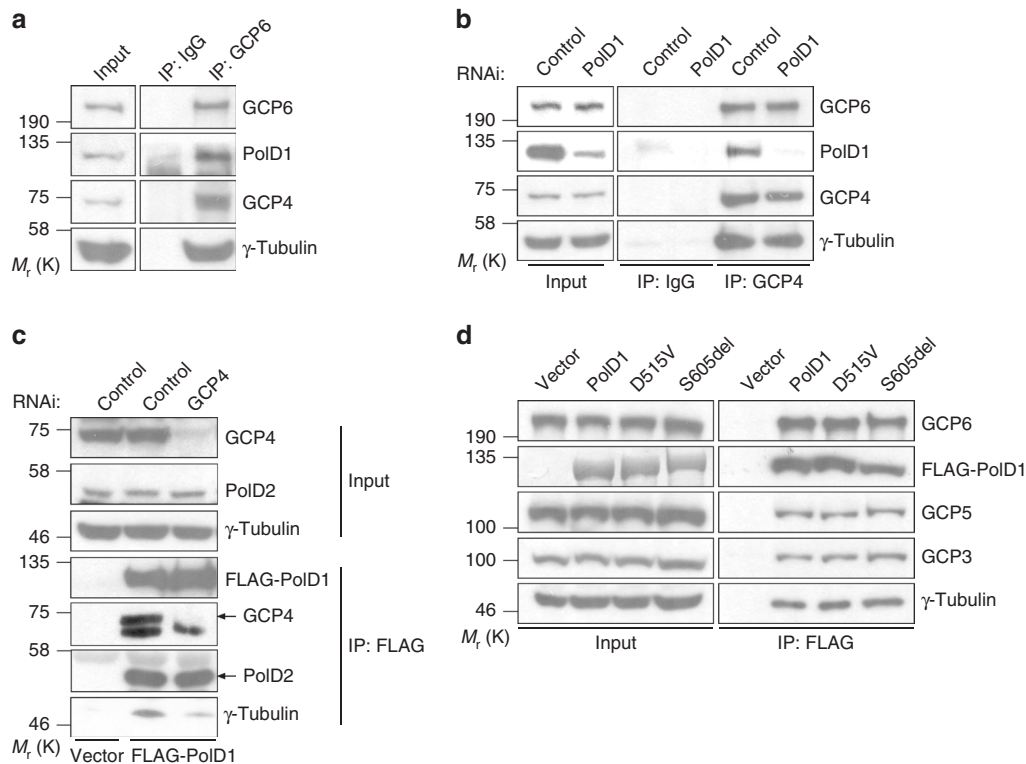 a
Input
IP: IgG
IP: GCP6
GCP6
190
135
PolD1
75
GCP4
58
γ-Tubulin
Mr (K)
b
RNAi:
Control
PolD1
Control
PolD1
Control
PolD1
GCP6
190
135
PolD1
75
GCP4
58
γ-Tubulin
Mr (K)
Input
IP: IgG
IP: GCP4
c
RNAi:
Control
Control
GCP4
75
GCP4
58
PolD2
γ-Tubulin
46
Input
135
FLAG-PolD1
75
GCP4
58
PolD2
γ-Tubulin
46
IP: FLAG
Mr (K)
Vector
FLAG-PolD1
d
Vector
PolD1
D515V
S605del
Vector
PolD1
D515V
S605del
GCP6
190
135
FLAG-PolD1
GCP5
100
100
GCP3
γ-Tubulin
46
Mr (K)
Input
IP: FLAG